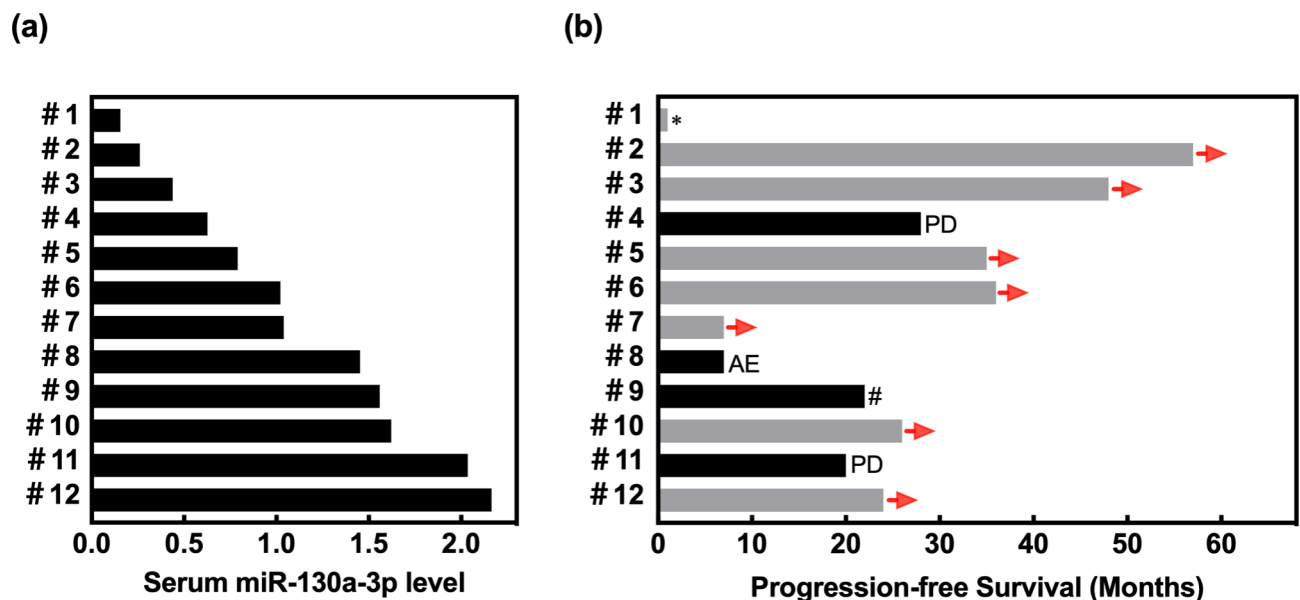 (a)
# 1
# 2
# 3
# 4
# 5
# 6
# 7
# 8
# 9
# 10
# 11
# 12
0.0 0.5 1.0 1.5 2.0
Serum miR-130a-3p level
(b)
# 1 *
# 2
# 3
# 4 PD
# 5
# 6
# 7
# 8 AE
# 9 #
# 10
# 11 PD
# 12
0 10 20 30 40 50 60
Progression-free Survival (Months)